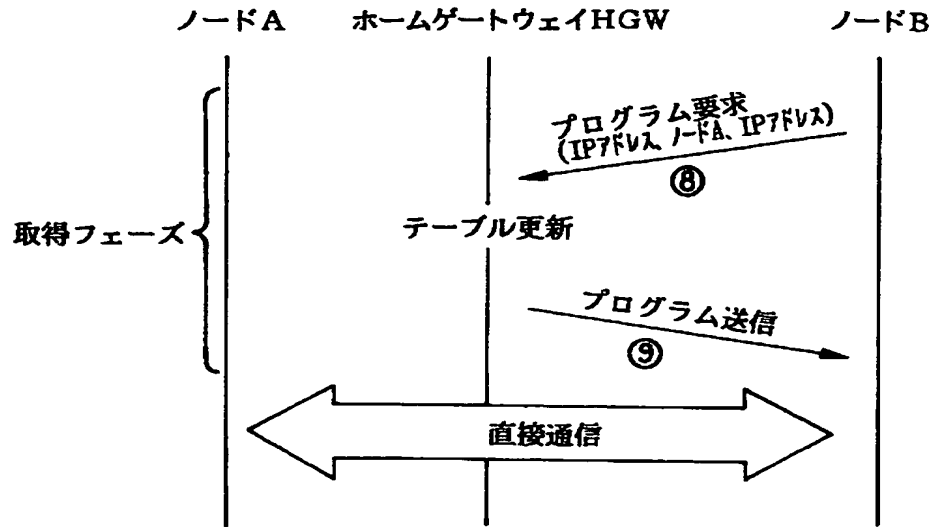 ノードA
ホームゲートウェイHGW
ノードB
プログラム要求
(IPアドレス、ノードA、IPアドレス)
⑧
取得フェーズ
テーブル更新
プログラム送信
⑨
直接通信